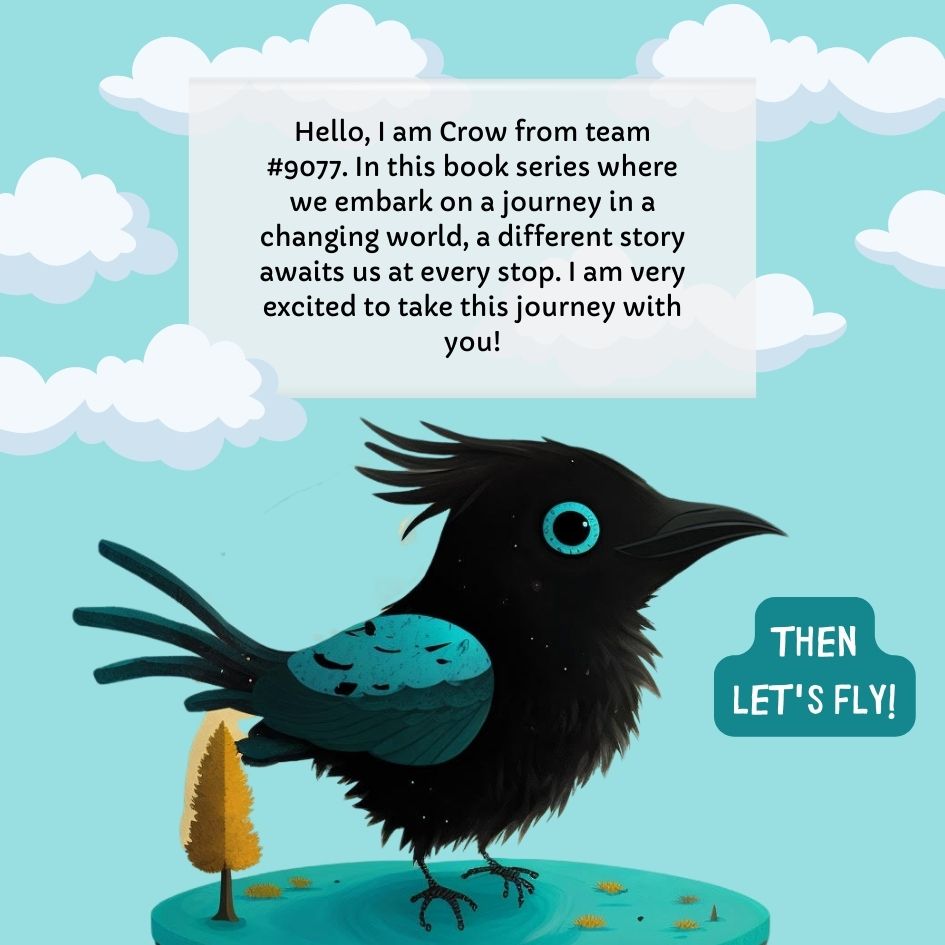 Hello, I am Crow from team
#9077. In this book series where
we embark on a journey in a
changing world, a different story
awaits us at every stop. I am very
excited to take this journey with
you!
THEN
LET'S FLY!